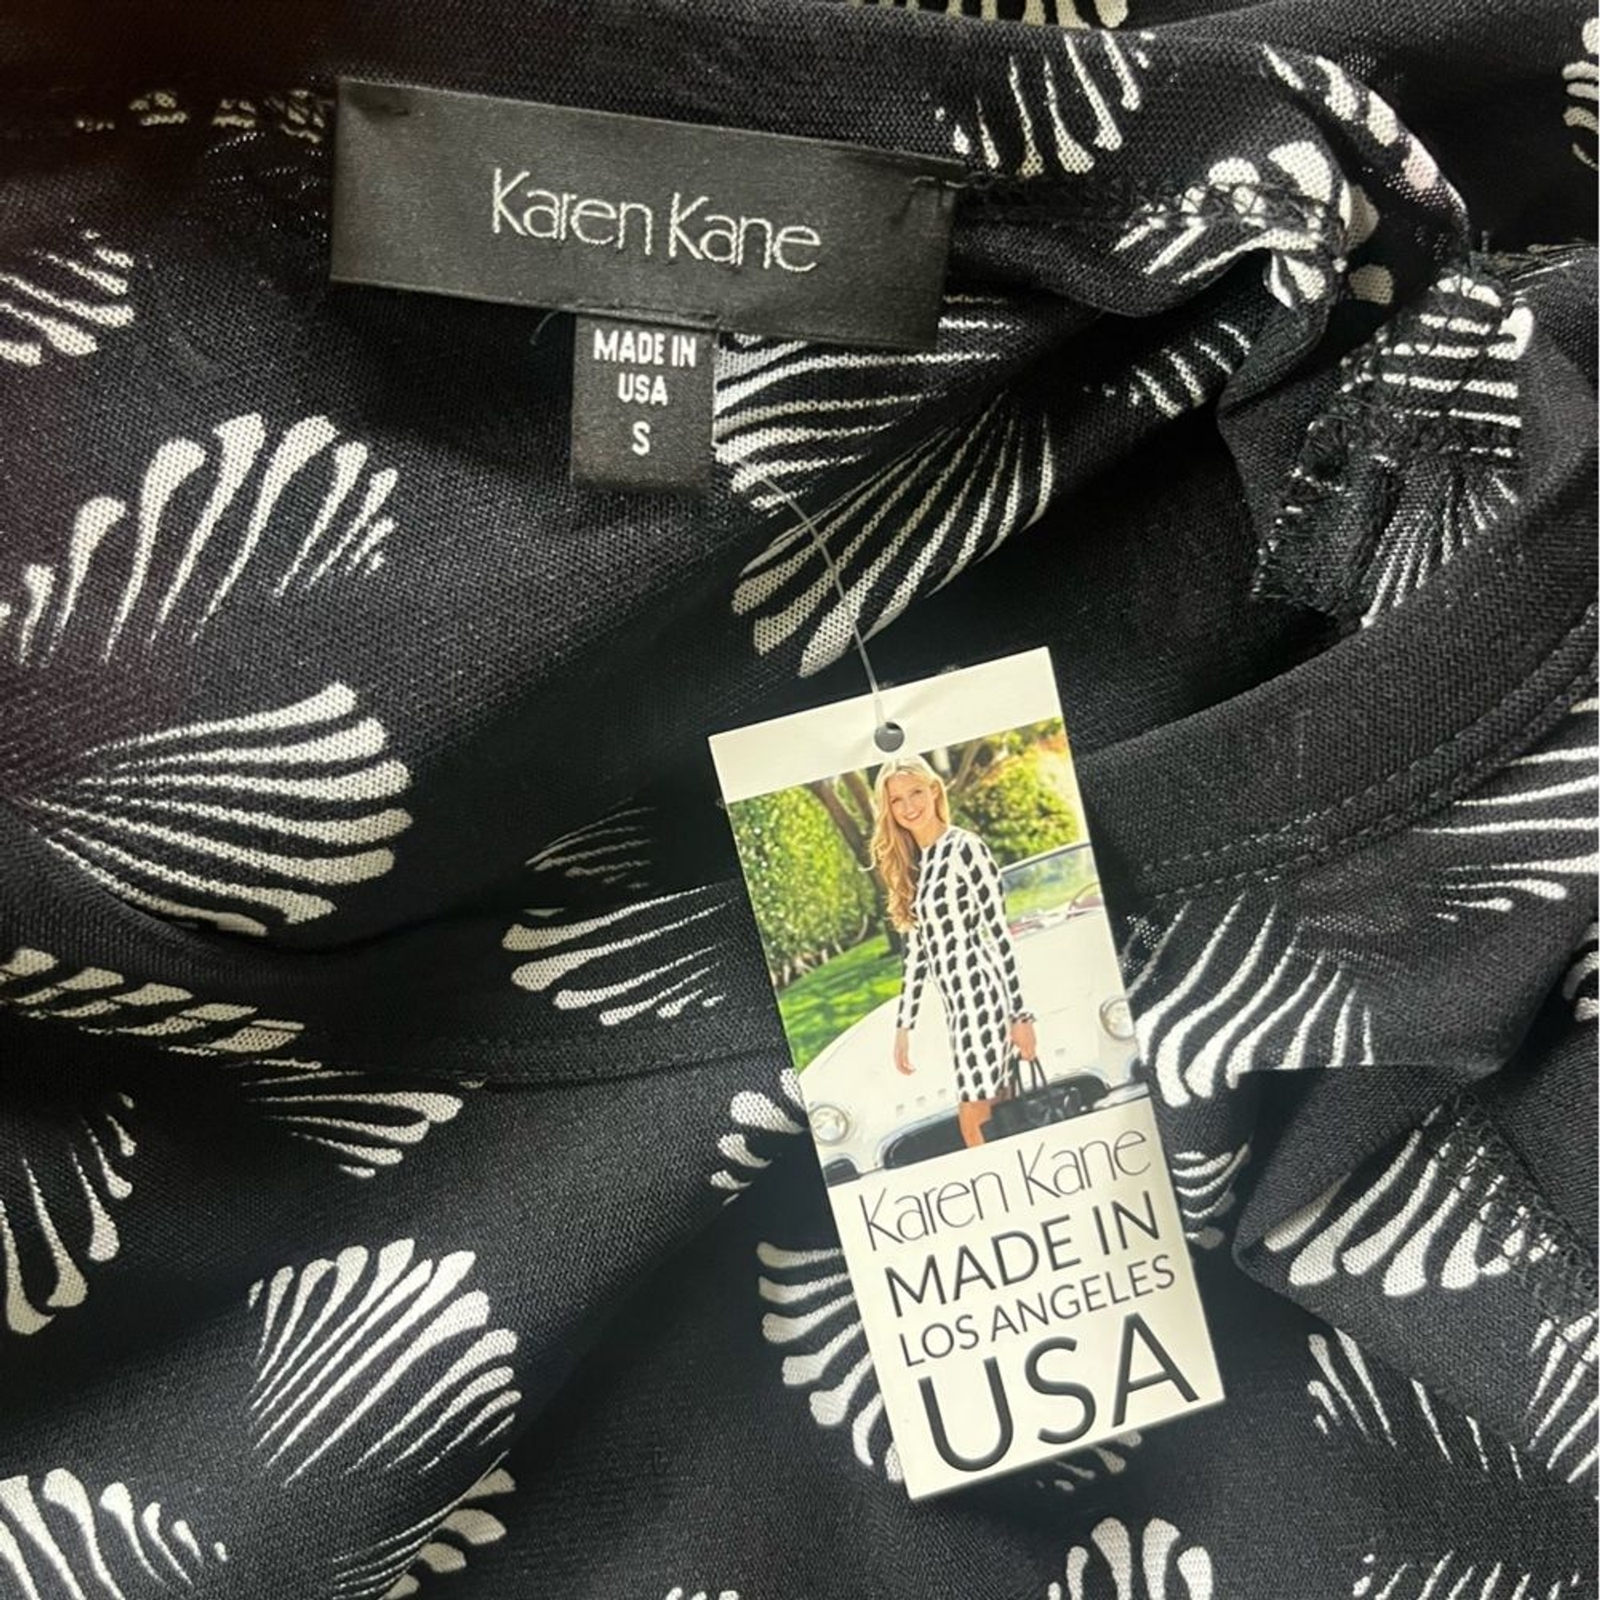 Karen Kane
MADE IN
USA
S
Karen Kane
MADE IN
LOS ANGELES
USA